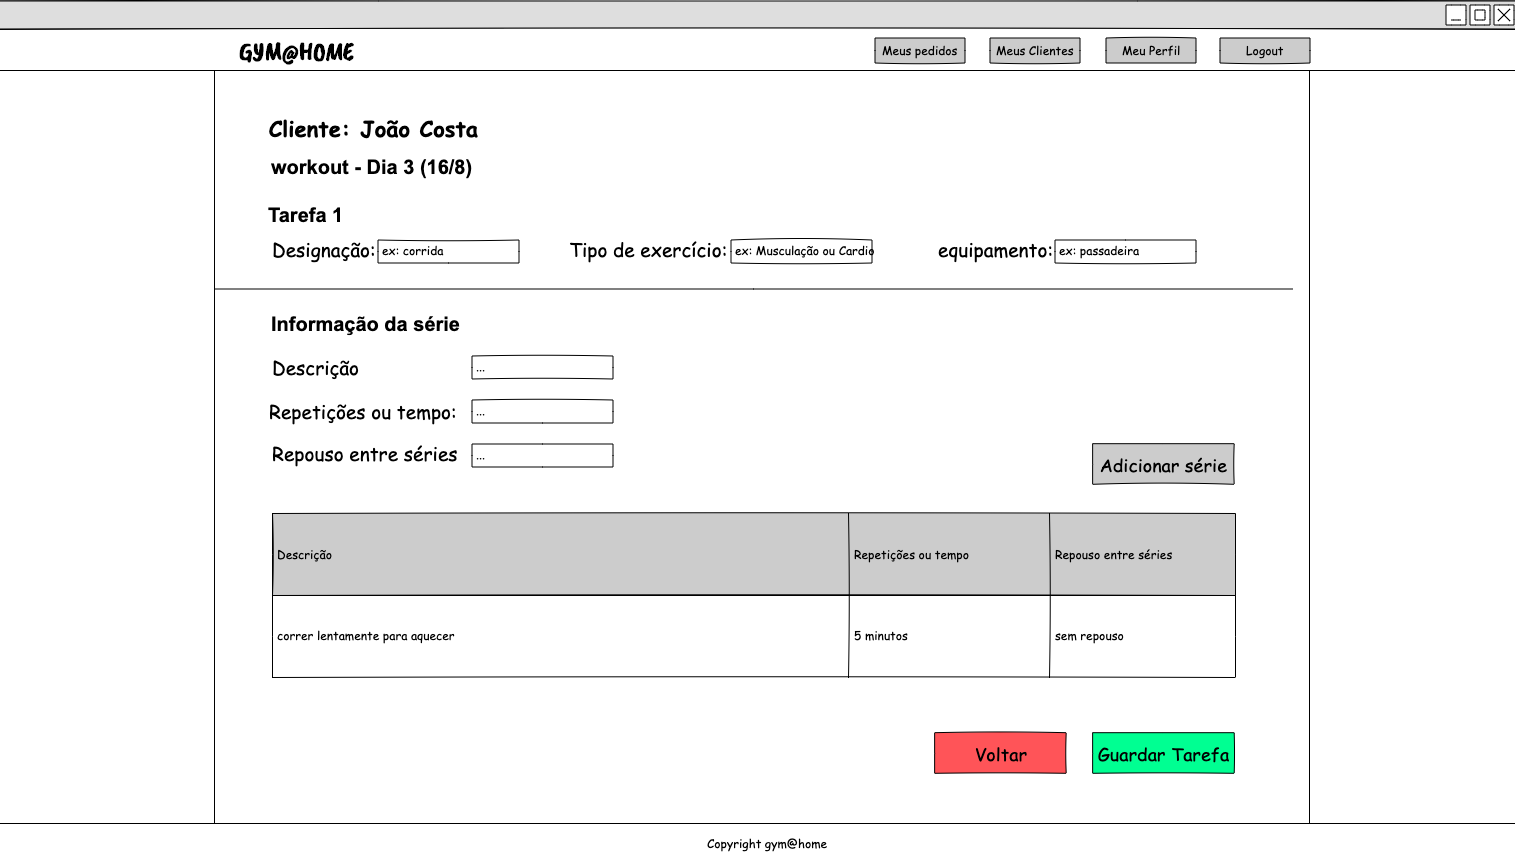 GYM@HOME
Meus pedidos
Meus Clientes
Meu Perfil
Logout
Cliente: João Costa
workout - Dia 3 (16/8)
Tarefa 1
Designação: ex: corrida
Tipo de exercício: ex: Musculação ou Cardio
equipamento: ex: passadeira
Informação da série
Descrição ...
Repetições ou tempo: ...
Repouso entre séries ...
Adicionar série
Descrição Repetições ou tempo Repouso entre séries
correr lentamente para aquecer 5 minutos sem repouso
Voltar
Guardar Tarefa
Copyright gym@home